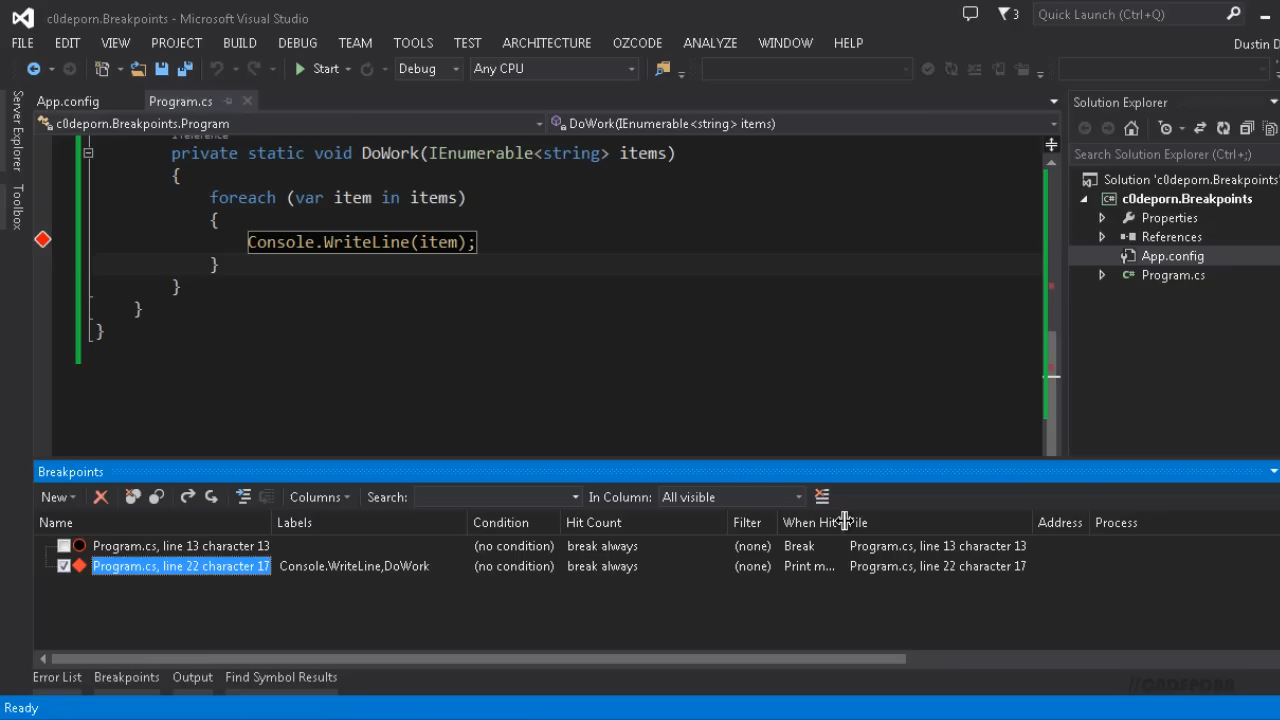 c0deporn.Breakpoints - Microsoft Visual Studio
3
Quick Launch (Ctrl+Q)
FILE EDIT VIEW PROJECT BUILD DEBUG TEAM TOOLS TEST ARCHITECTURE OZCODE ANALYZE WINDOW HELP
Dustin D
Start Debug Any CPU
Server Explorer
Toolbox
App.config Program.cs
c0deporn.Breakpoints.Program DoWork(IEnumerable<string> items)
private static void DoWork(IEnumerable<string> items)
{
foreach (var item in items)
{
Console.WriteLine(item);
}
}
}
}
Solution Explorer
Search Solution Explorer (Ctrl+;)
Solution 'c0deporn.Breakpoints'
c0deporn.Breakpoints
Properties
References
App.config
Program.cs
Breakpoints
New Columns Search: In Column: All visible
Name Labels Condition Hit Count Filter When Hit File Address Process
Program.cs, line 13 character 13 (no condition) break always (none) Break Program.cs, line 13 character 13
Program.cs, line 22 character 17 Console.WriteLine,DoWork (no condition) break always (none) Print m... Program.cs, line 22 character 17
Error List Breakpoints Output Find Symbol Results
Ready